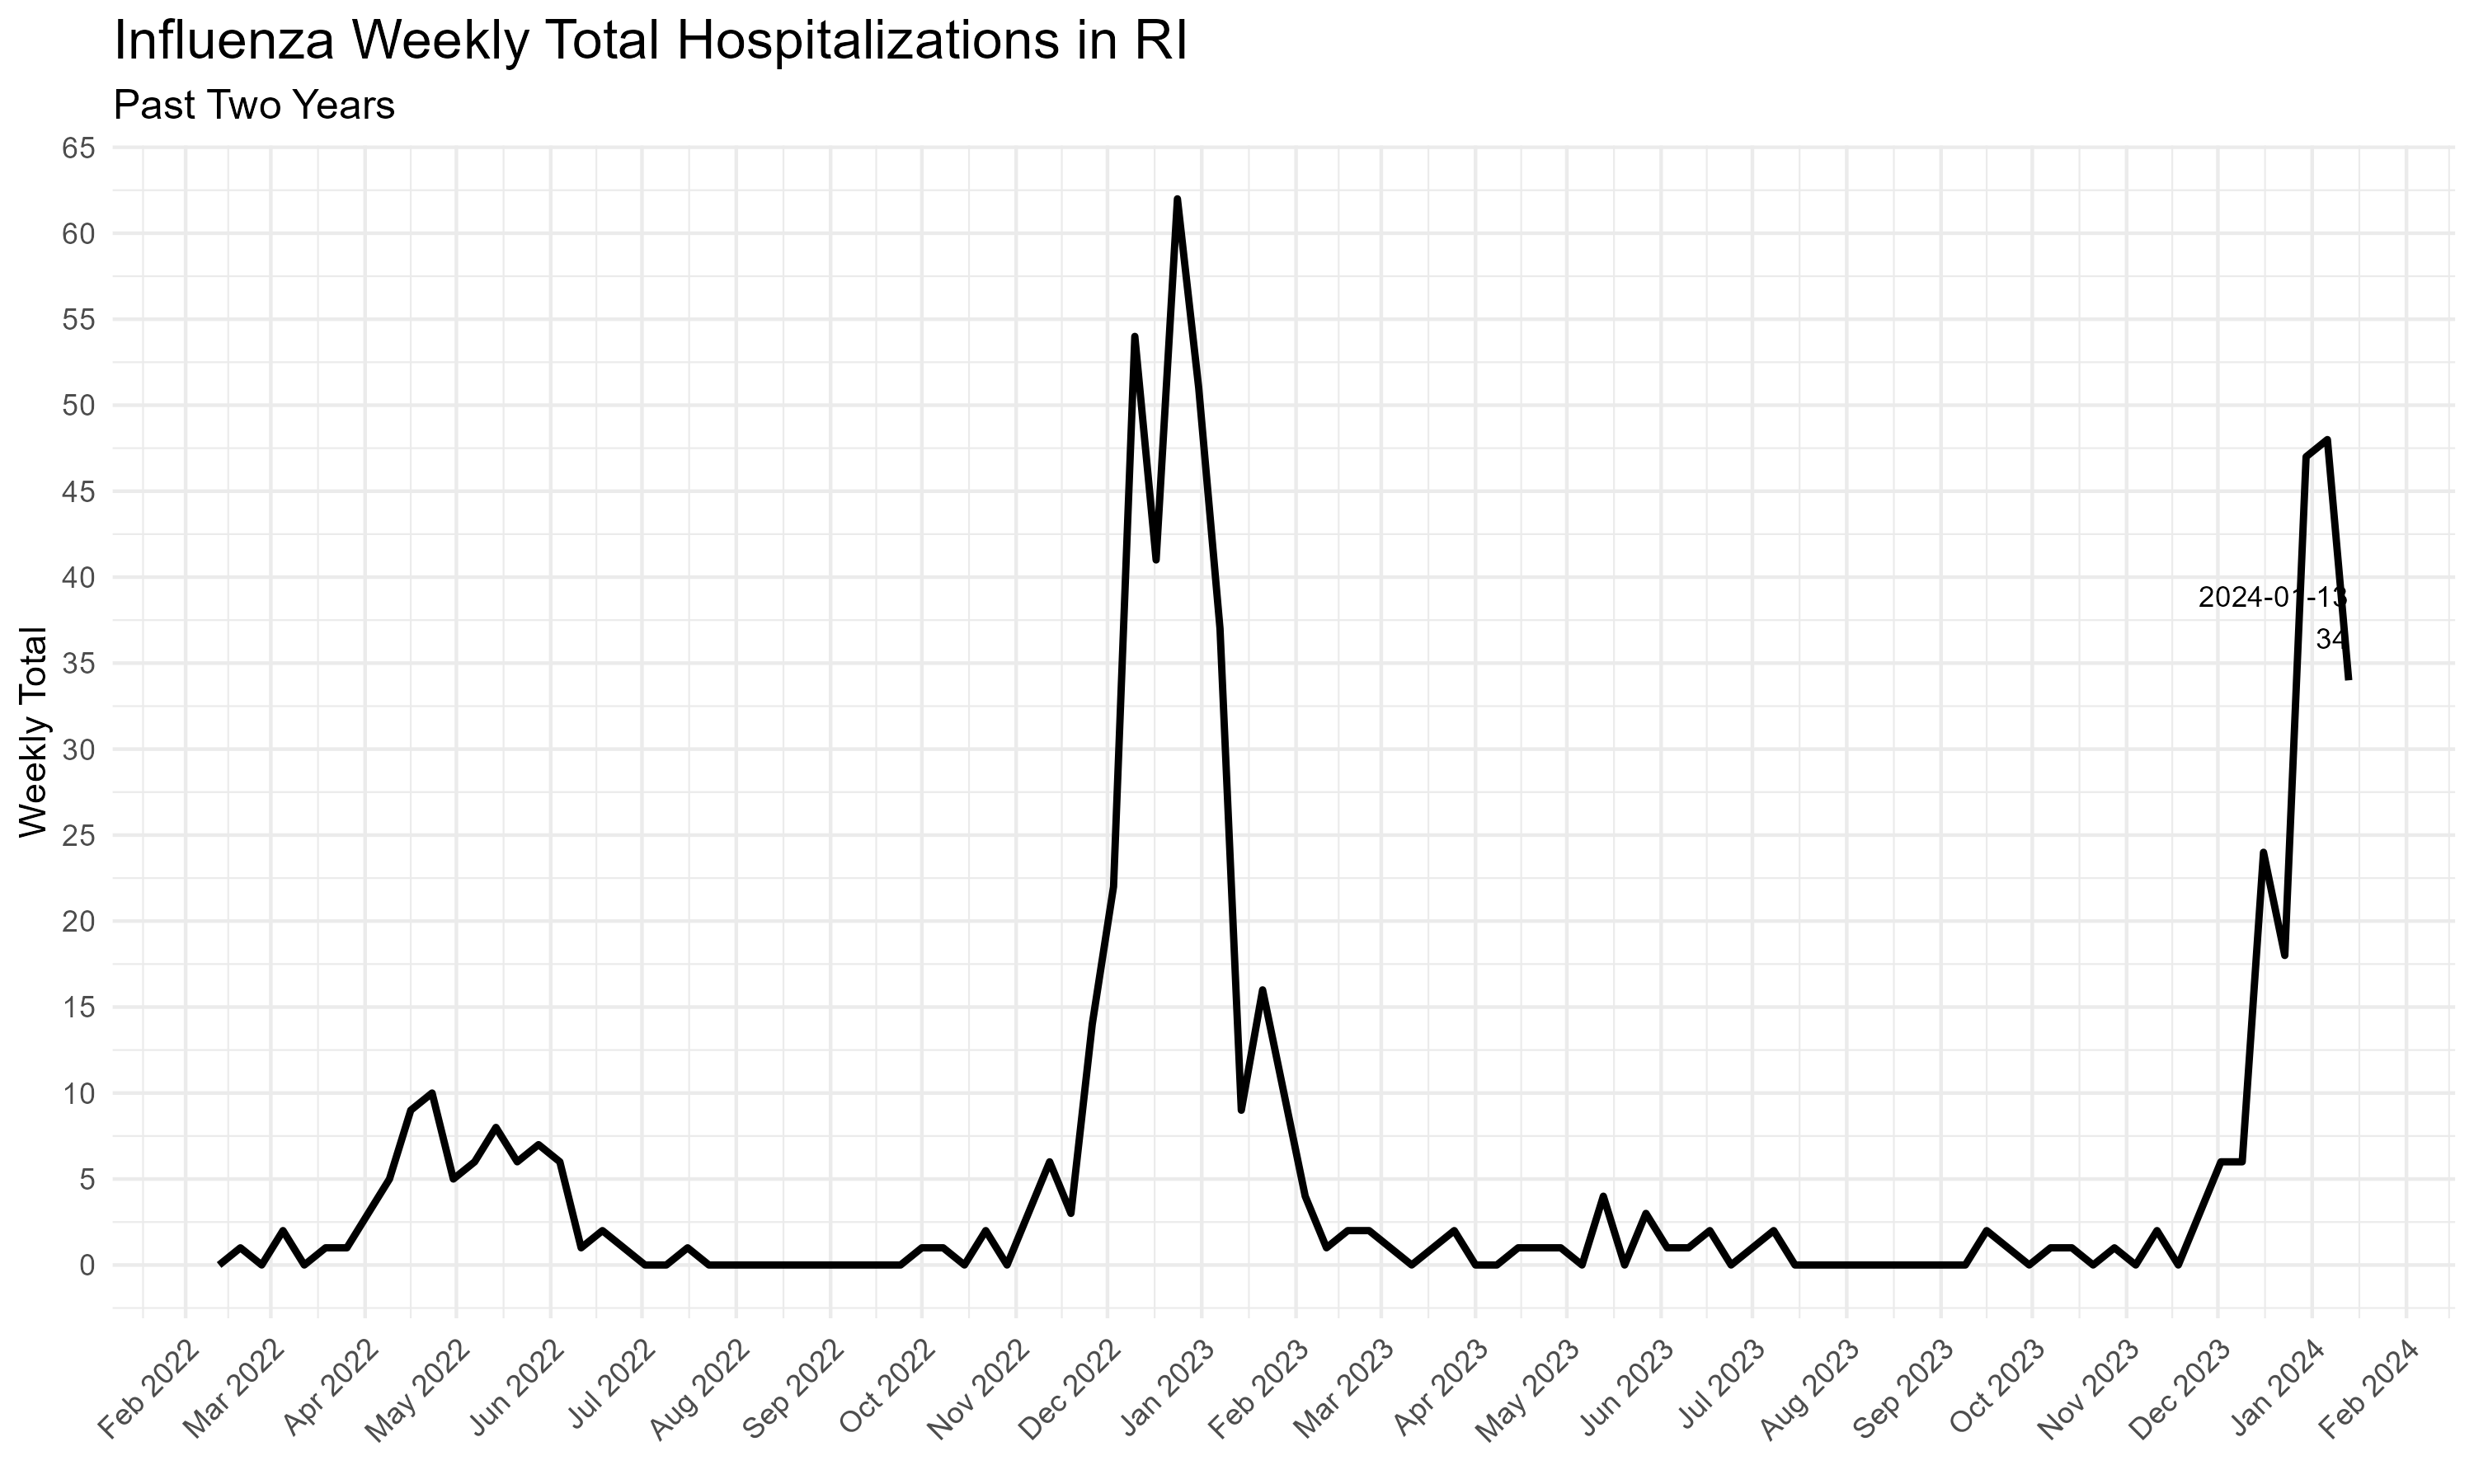 Influenza Weekly Total Hospitalizations in RI
Past Two Years
Weekly Total
65
60
55
50
45
40
35
30
25
20
15
10
5
0
2024-01-13
34
Feb 2022
Mar 2022
Apr 2022
May 2022
Jun 2022
Jul 2022
Aug 2022
Sep 2022
Oct 2022
Nov 2022
Dec 2022
Jan 2023
Feb 2023
Mar 2023
Apr 2023
May 2023
Jun 2023
Jul 2023
Aug 2023
Sep 2023
Oct 2023
Nov 2023
Dec 2023
Jan 2024
Feb 2024